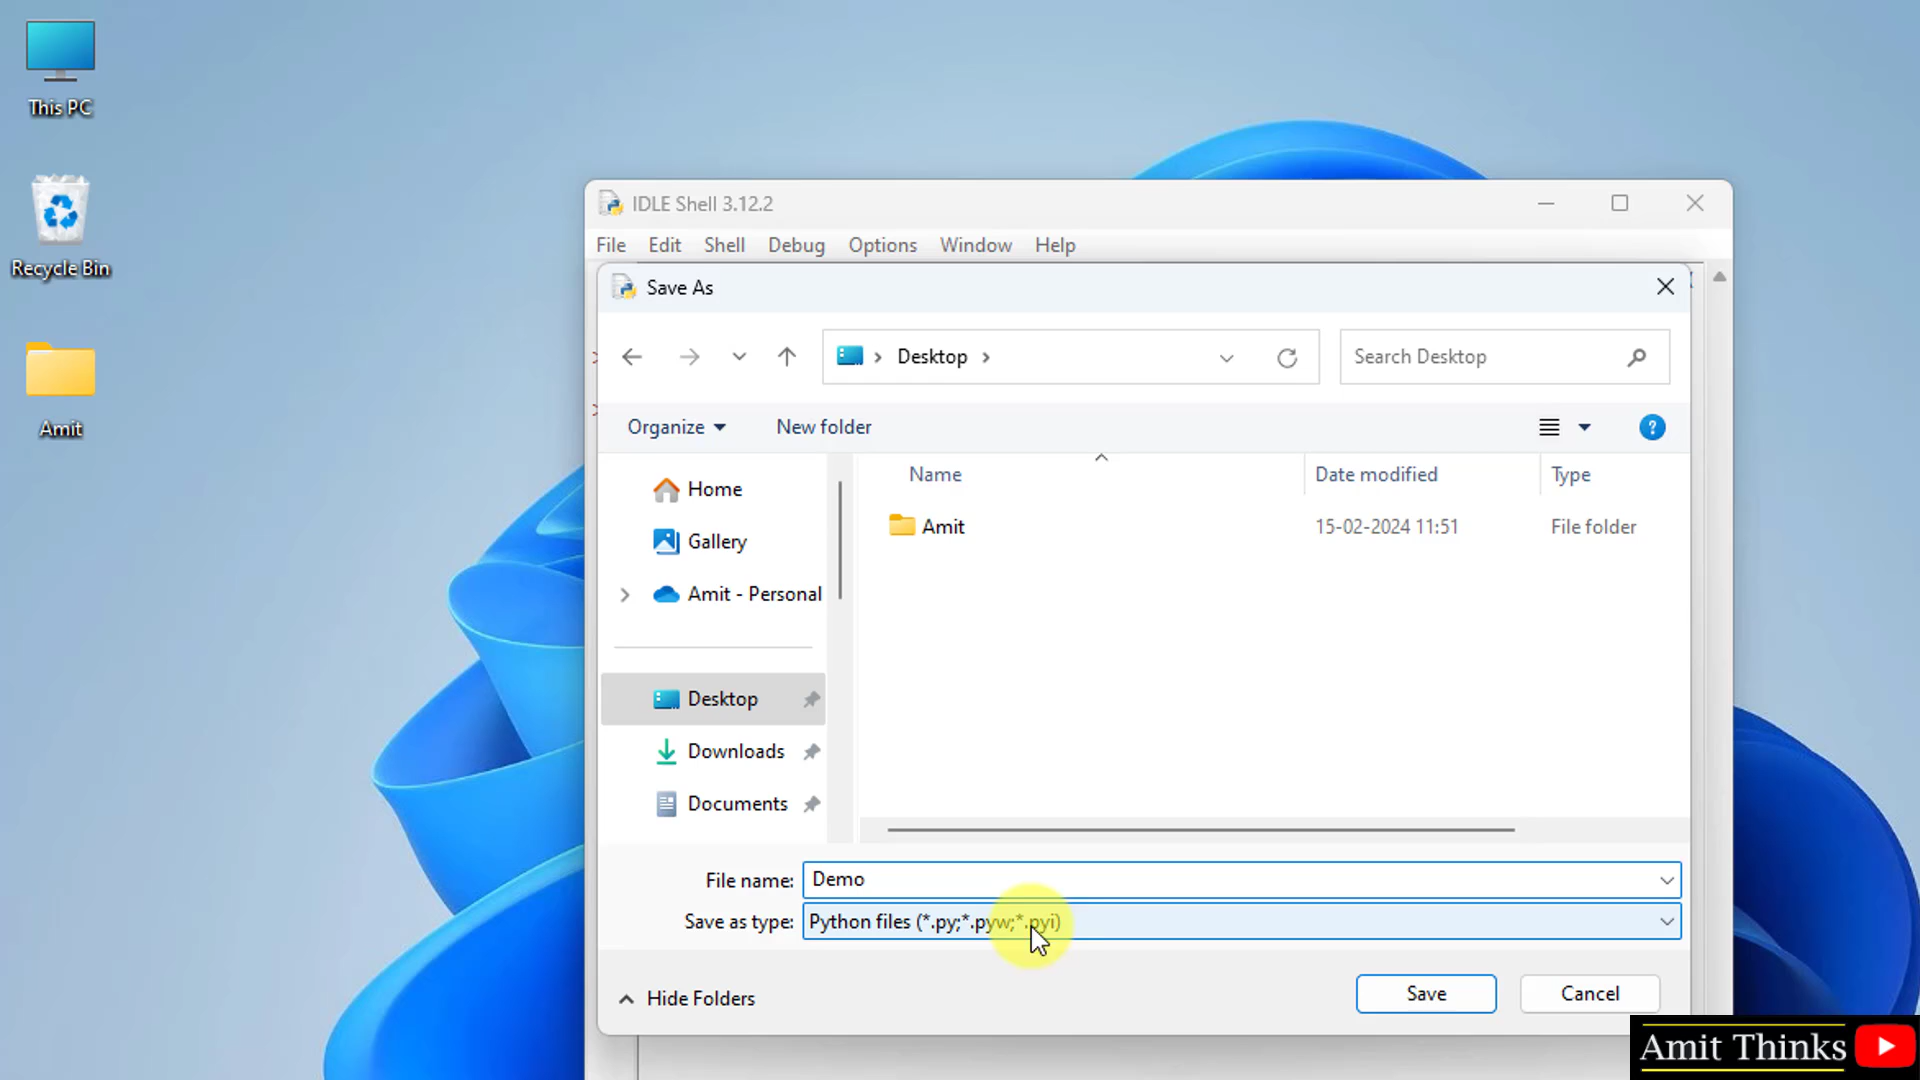 This PC
Recycle Bin
Amit
IDLE Shell 3.12.2
File Edit Shell Debug Options Window Help
Save As
Desktop
Search Desktop
Organize New folder
Name Date modified Type
Home
Gallery
Amit - Personal
Desktop
Downloads
Documents
Amit 15-02-2024 11:51 File folder
File name: Demo
Save as type: Python files (*.py;*.pyw;*.pyi)
Hide Folders Save Cancel
Amit Thinks